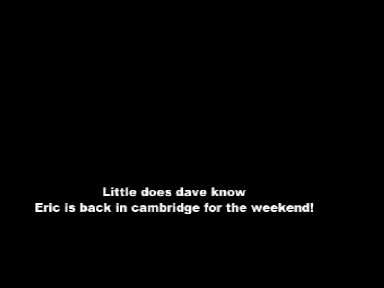 Little does dave know
Eric is back in cambridge for the weekend!